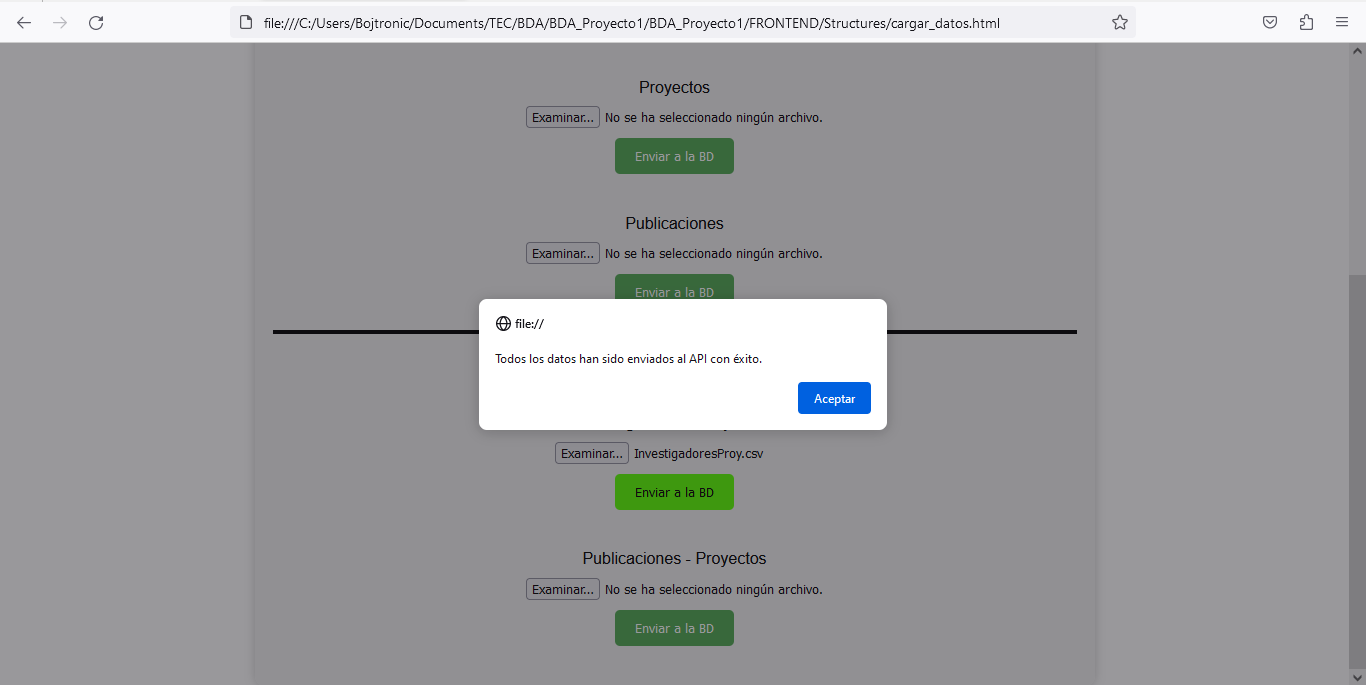 file:///C:/Users/Bojtronic/Documents/TEC/BDA/BDA_Proyecto1/BDA_Proyecto1/FRONTEND/Structures/cargar_datos.html
Proyectos
Examinar... No se ha seleccionado ningún archivo.
Enviar a la BD
Publicaciones
Examinar... No se ha seleccionado ningún archivo.
Enviar a la BD
file://
Todos los datos han sido enviados al API con éxito.
Aceptar
Examinar... InvestigadoresProy.csv
Enviar a la BD
Publicaciones - Proyectos
Examinar... No se ha seleccionado ningún archivo.
Enviar a la BD